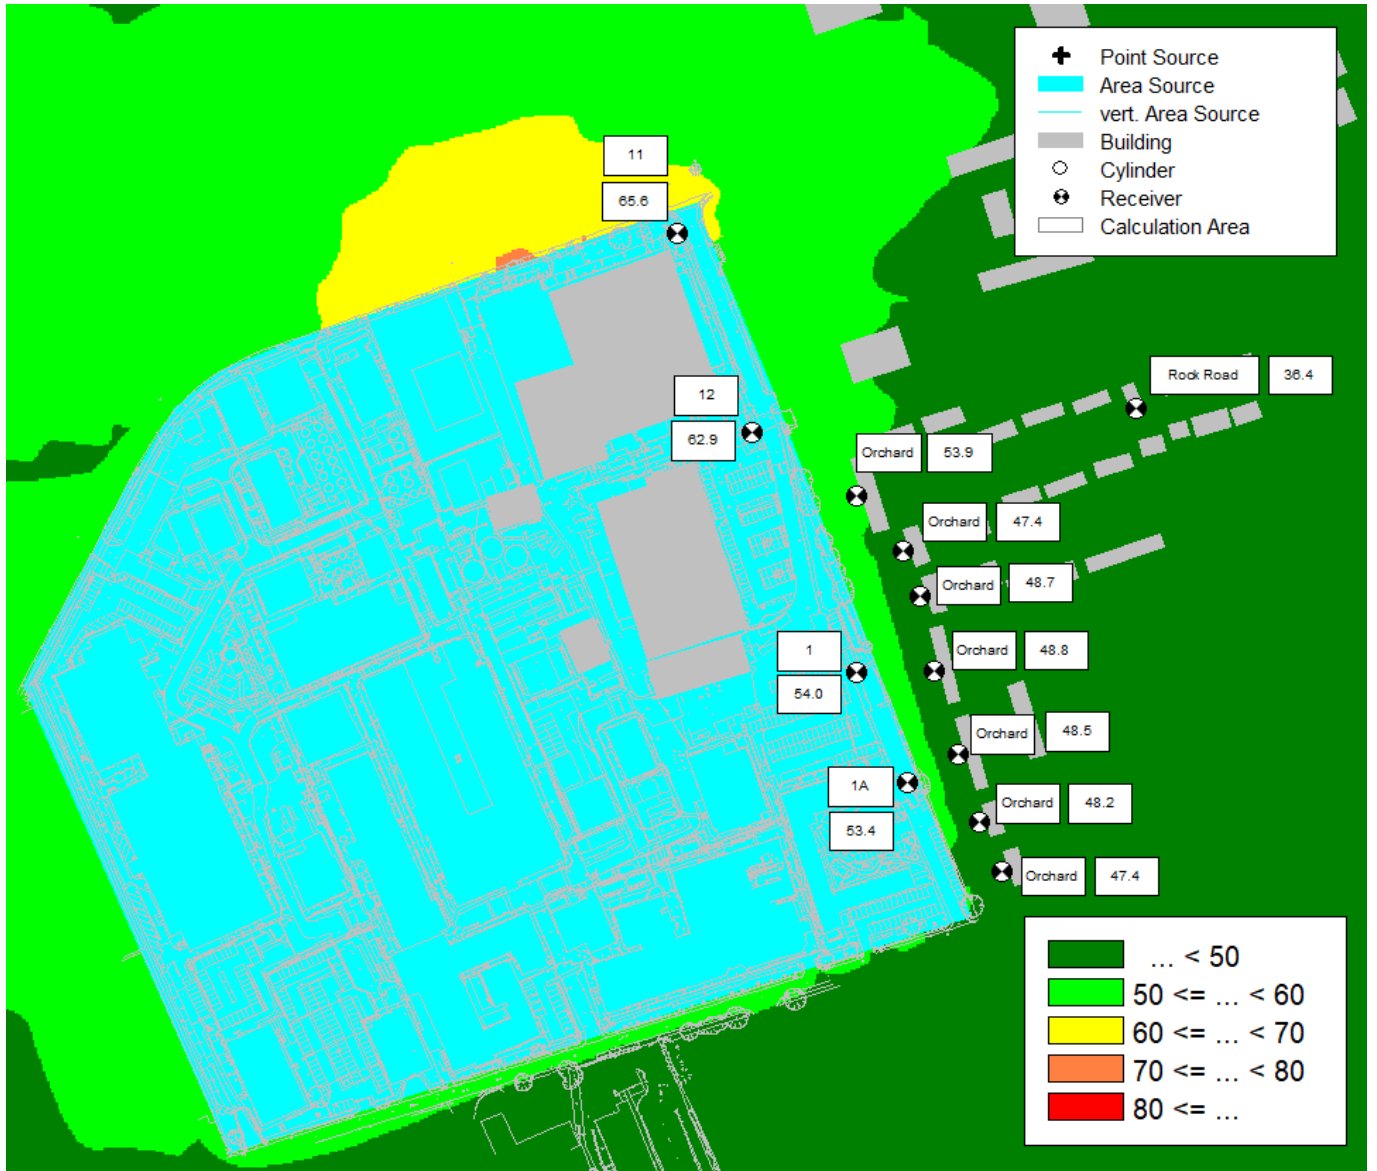 Point Source
Area Source
vert. Area Source
Building
Cylinder
Receiver
Calculation Area
11
65.6
12
62.9
Rock Road 36.4
Orchard 53.9
Orchard 47.4
Orchard 48.7
1
54.0
Orchard 48.8
Orchard 48.5
1A
53.4
Orchard 48.2
Orchard 47.4
... < 50
50 <= ... < 60
60 <= ... < 70
70 <= ... < 80
80 <= ...